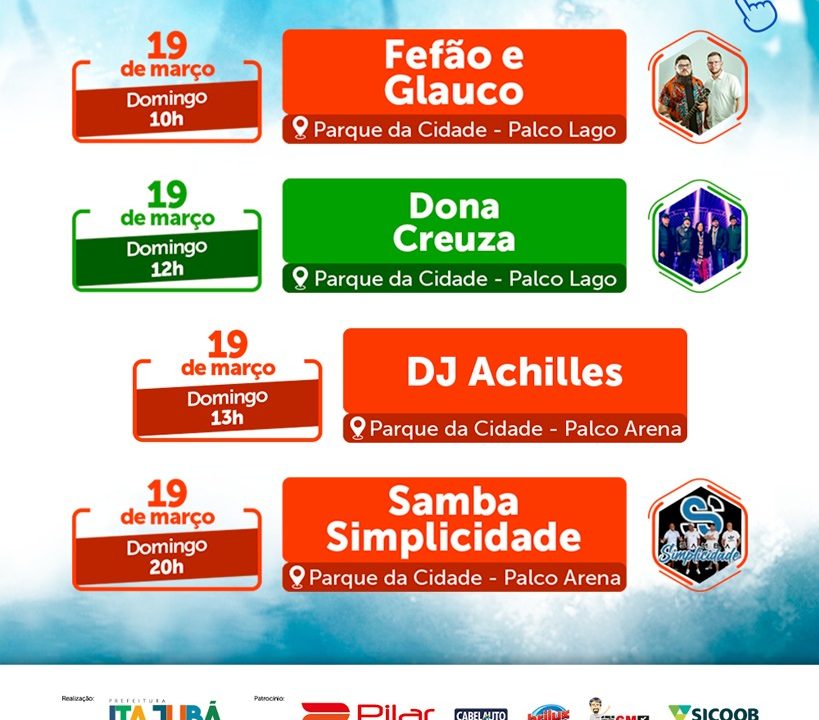 19
de março
Domingo
10h
Fefão e
Glauco
Parque da Cidade - Palco Lago
19
de março
Domingo
12h
Dona
Creuza
Parque da Cidade - Palco Lago
19
de março
Domingo
13h
DJ Achilles
Parque da Cidade - Palco Arena
19
de março
Domingo
20h
Samba
Simplicidade
Parque da Cidade - Palco Arena
S
Simplicidade
Realização:
PREFEITURA
ITAJUBÁ
Patrocínio:
Pilar
CABELAUTO
SICOOB